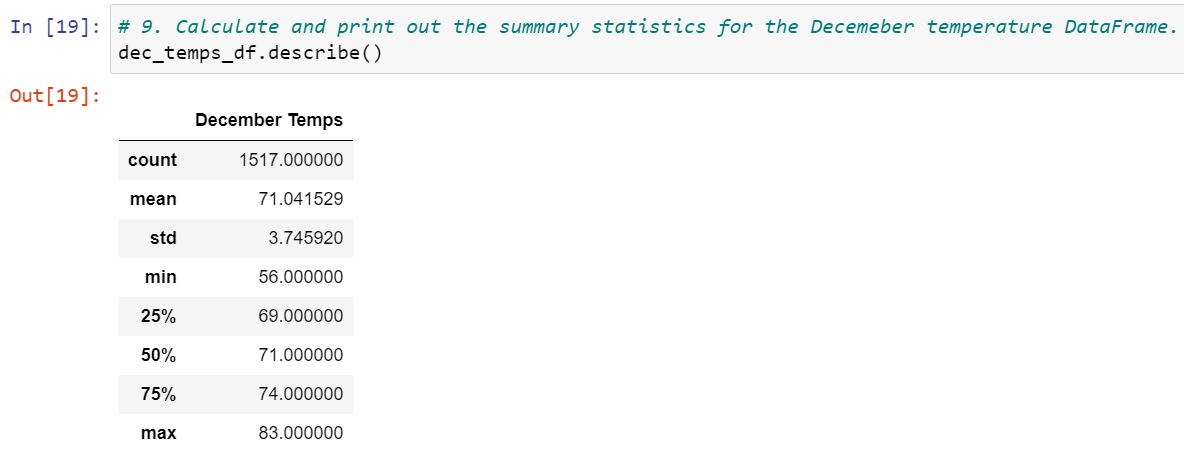 In [19]: # 9. Calculate and print out the summary statistics for the Decemeber temperature DataFrame.
dec_temps_df.describe()
Out[19]:
December Temps
count 1517.000000
mean 71.041529
std 3.745920
min 56.000000
25% 69.000000
50% 71.000000
75% 74.000000
max 83.000000